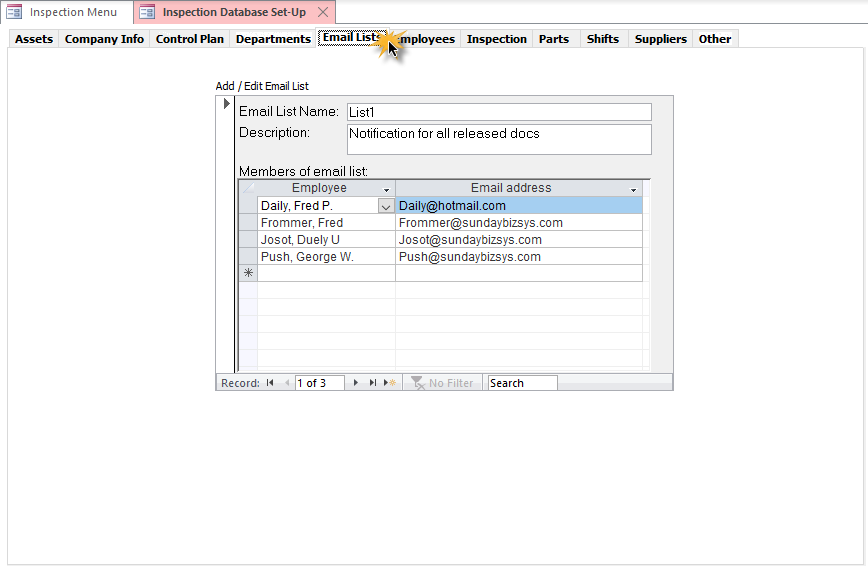 Inspection Menu Inspection Database Set-Up
Assets Company Info Control Plan Departments Email Lists Employees Inspection Parts Shifts Suppliers Other
Add / Edit Email List
Email List Name: List1
Description: Notification for all released docs
Members of email list:
Employee Email address
Daily, Fred P. Daily@hotmail.com
Frommer, Fred Frommer@sundaybizsys.com
Josot, Duely U Josot@sundaybizsys.com
Push, George W. Push@sundaybizsys.com
Record: 1 of 3 No Filter Search